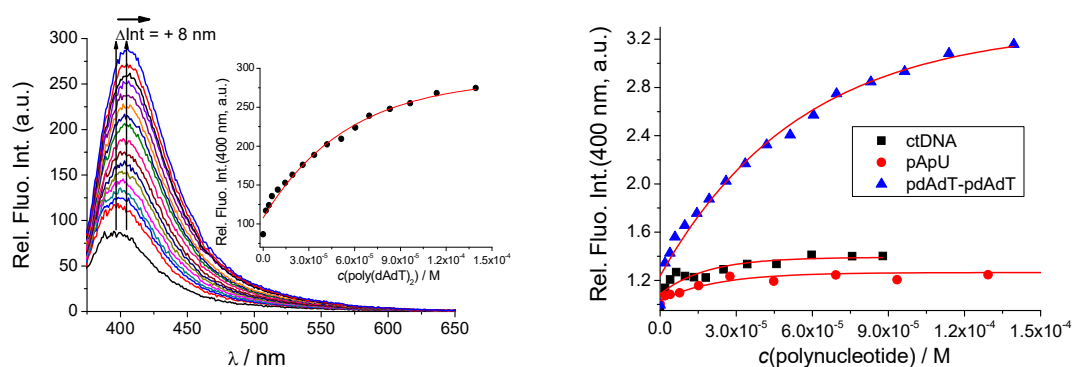 ΔInt = + 8 nm
Rel. Fluo. Int. (a.u.)
300
250
200
150
100
50
0
400 450 500 550 600 650
λ / nm
Rel. Fluo. Int.(400 nm, a.u.)
300
250
200
150
100
50
0.0 3.0x10⁻⁵ 6.0x10⁻⁵ 9.0x10⁻⁵ 1.2x10⁻⁴ 1.5x10⁻⁴
c(poly(dAdT)₂) / M
Rel. Fluo. Int.(400 nm, a.u.)
3.2
2.8
2.4
2.0
1.6
1.2
0.0 3.0x10⁻⁵ 6.0x10⁻⁵ 9.0x10⁻⁵ 1.2x10⁻⁴ 1.5x10⁻⁴
c(polynucleotide) / M
ctDNA
pApU
pdAdT-pdAdT